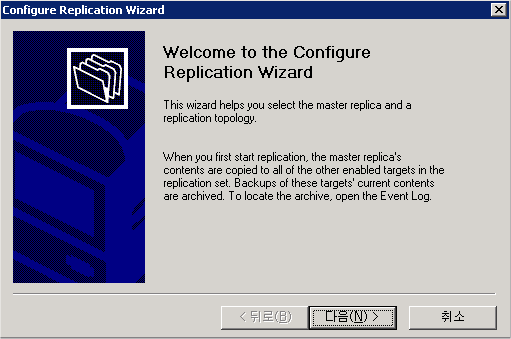 Configure Replication Wizard
Welcome to the Configure
Replication Wizard
This wizard helps you select the master replica and a
replication topology.
When you first start replication, the master replica's
contents are copied to all of the other enabled targets in the
replication set. Backups of these targets' current contents
are archived. To locate the archive, open the Event Log.
< 뒤로(B)
다음(N) >
취소